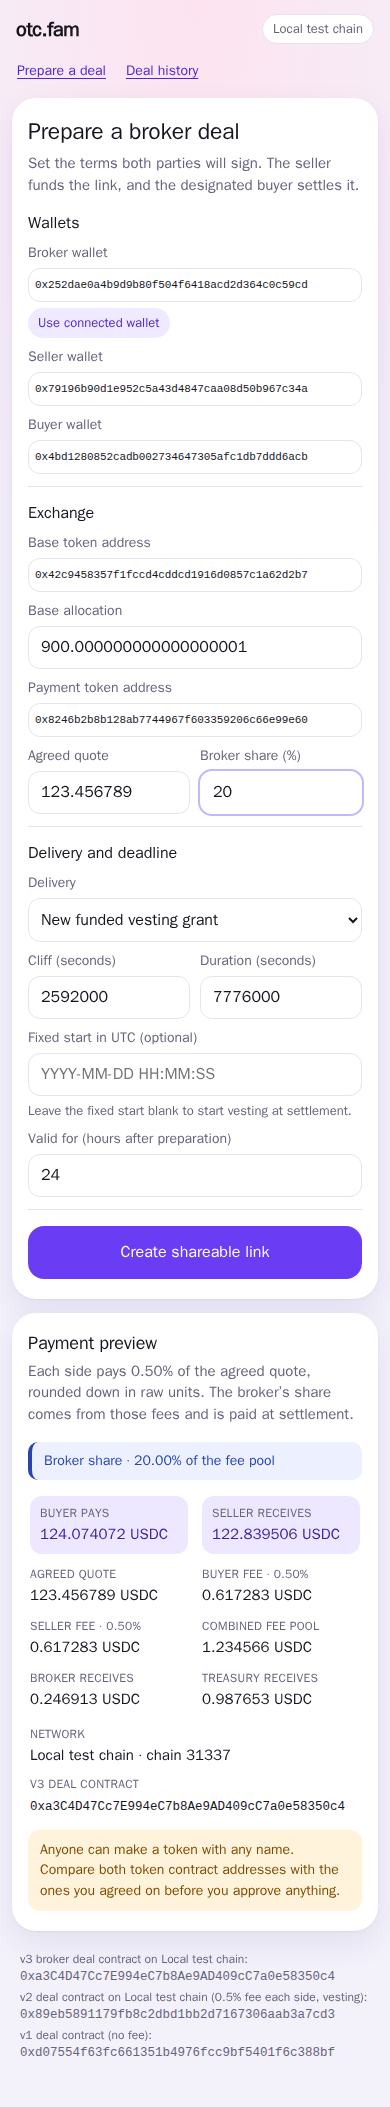 otc.fam
Local test chain
Prepare a deal
Deal history
Prepare a broker deal
Set the terms both parties will sign. The seller
funds the link, and the designated buyer settles it.
Wallets
Broker wallet
0x252dae0a4b9d9b80f504f6418acd2d364c0c59cd
Use connected wallet
Seller wallet
0x79196b90d1e952c5a43d4847caa08d50b967c34a
Buyer wallet
0x4bd1280852cadb002734647305afc1db7ddd6acb
Exchange
Base token address
0x42c9458357f1fccd4cddcd1916d0857c1a62d2b7
Base allocation
900.000000000000000001
Payment token address
0x8246b2b8b128ab7744967f603359206c66e99e60
Agreed quote
Broker share (%)
123.456789
20
Delivery and deadline
Delivery
New funded vesting grant
Cliff (seconds)
Duration (seconds)
2592000
7776000
Fixed start in UTC (optional)
YYYY-MM-DD HH:MM:SS
Leave the fixed start blank to start vesting at settlement.
Valid for (hours after preparation)
24
Create shareable link
Payment preview
Each side pays 0.50% of the agreed quote,
rounded down in raw units. The broker's share
comes from those fees and is paid at settlement.
Broker share · 20.00% of the fee pool
BUYER PAYS
124.074072 USDC
SELLER RECEIVES
122.839506 USDC
AGREED QUOTE
123.456789 USDC
BUYER FEE · 0.50%
0.617283 USDC
SELLER FEE · 0.50%
0.617283 USDC
COMBINED FEE POOL
1.234566 USDC
BROKER RECEIVES
0.246913 USDC
TREASURY RECEIVES
0.987653 USDC
NETWORK
Local test chain · chain 31337
V3 DEAL CONTRACT
0xa3C4D47Cc7E994eC7b8Ae9AD409cC7a0e58350c4
Anyone can make a token with any name.
Compare both token contract addresses with the
ones you agreed on before you approve anything.
v3 broker deal contract on Local test chain:
0xa3C4D47Cc7E994eC7b8Ae9AD409cC7a0e58350c4
v2 deal contract on Local test chain (0.5% fee each side, vesting):
0x89eb5891179fb8c2dbd1bb2d7167306aab3a7cd3
v1 deal contract (no fee):
0xd07554f63fc661351b4976fcc9bf5401f6c388bf